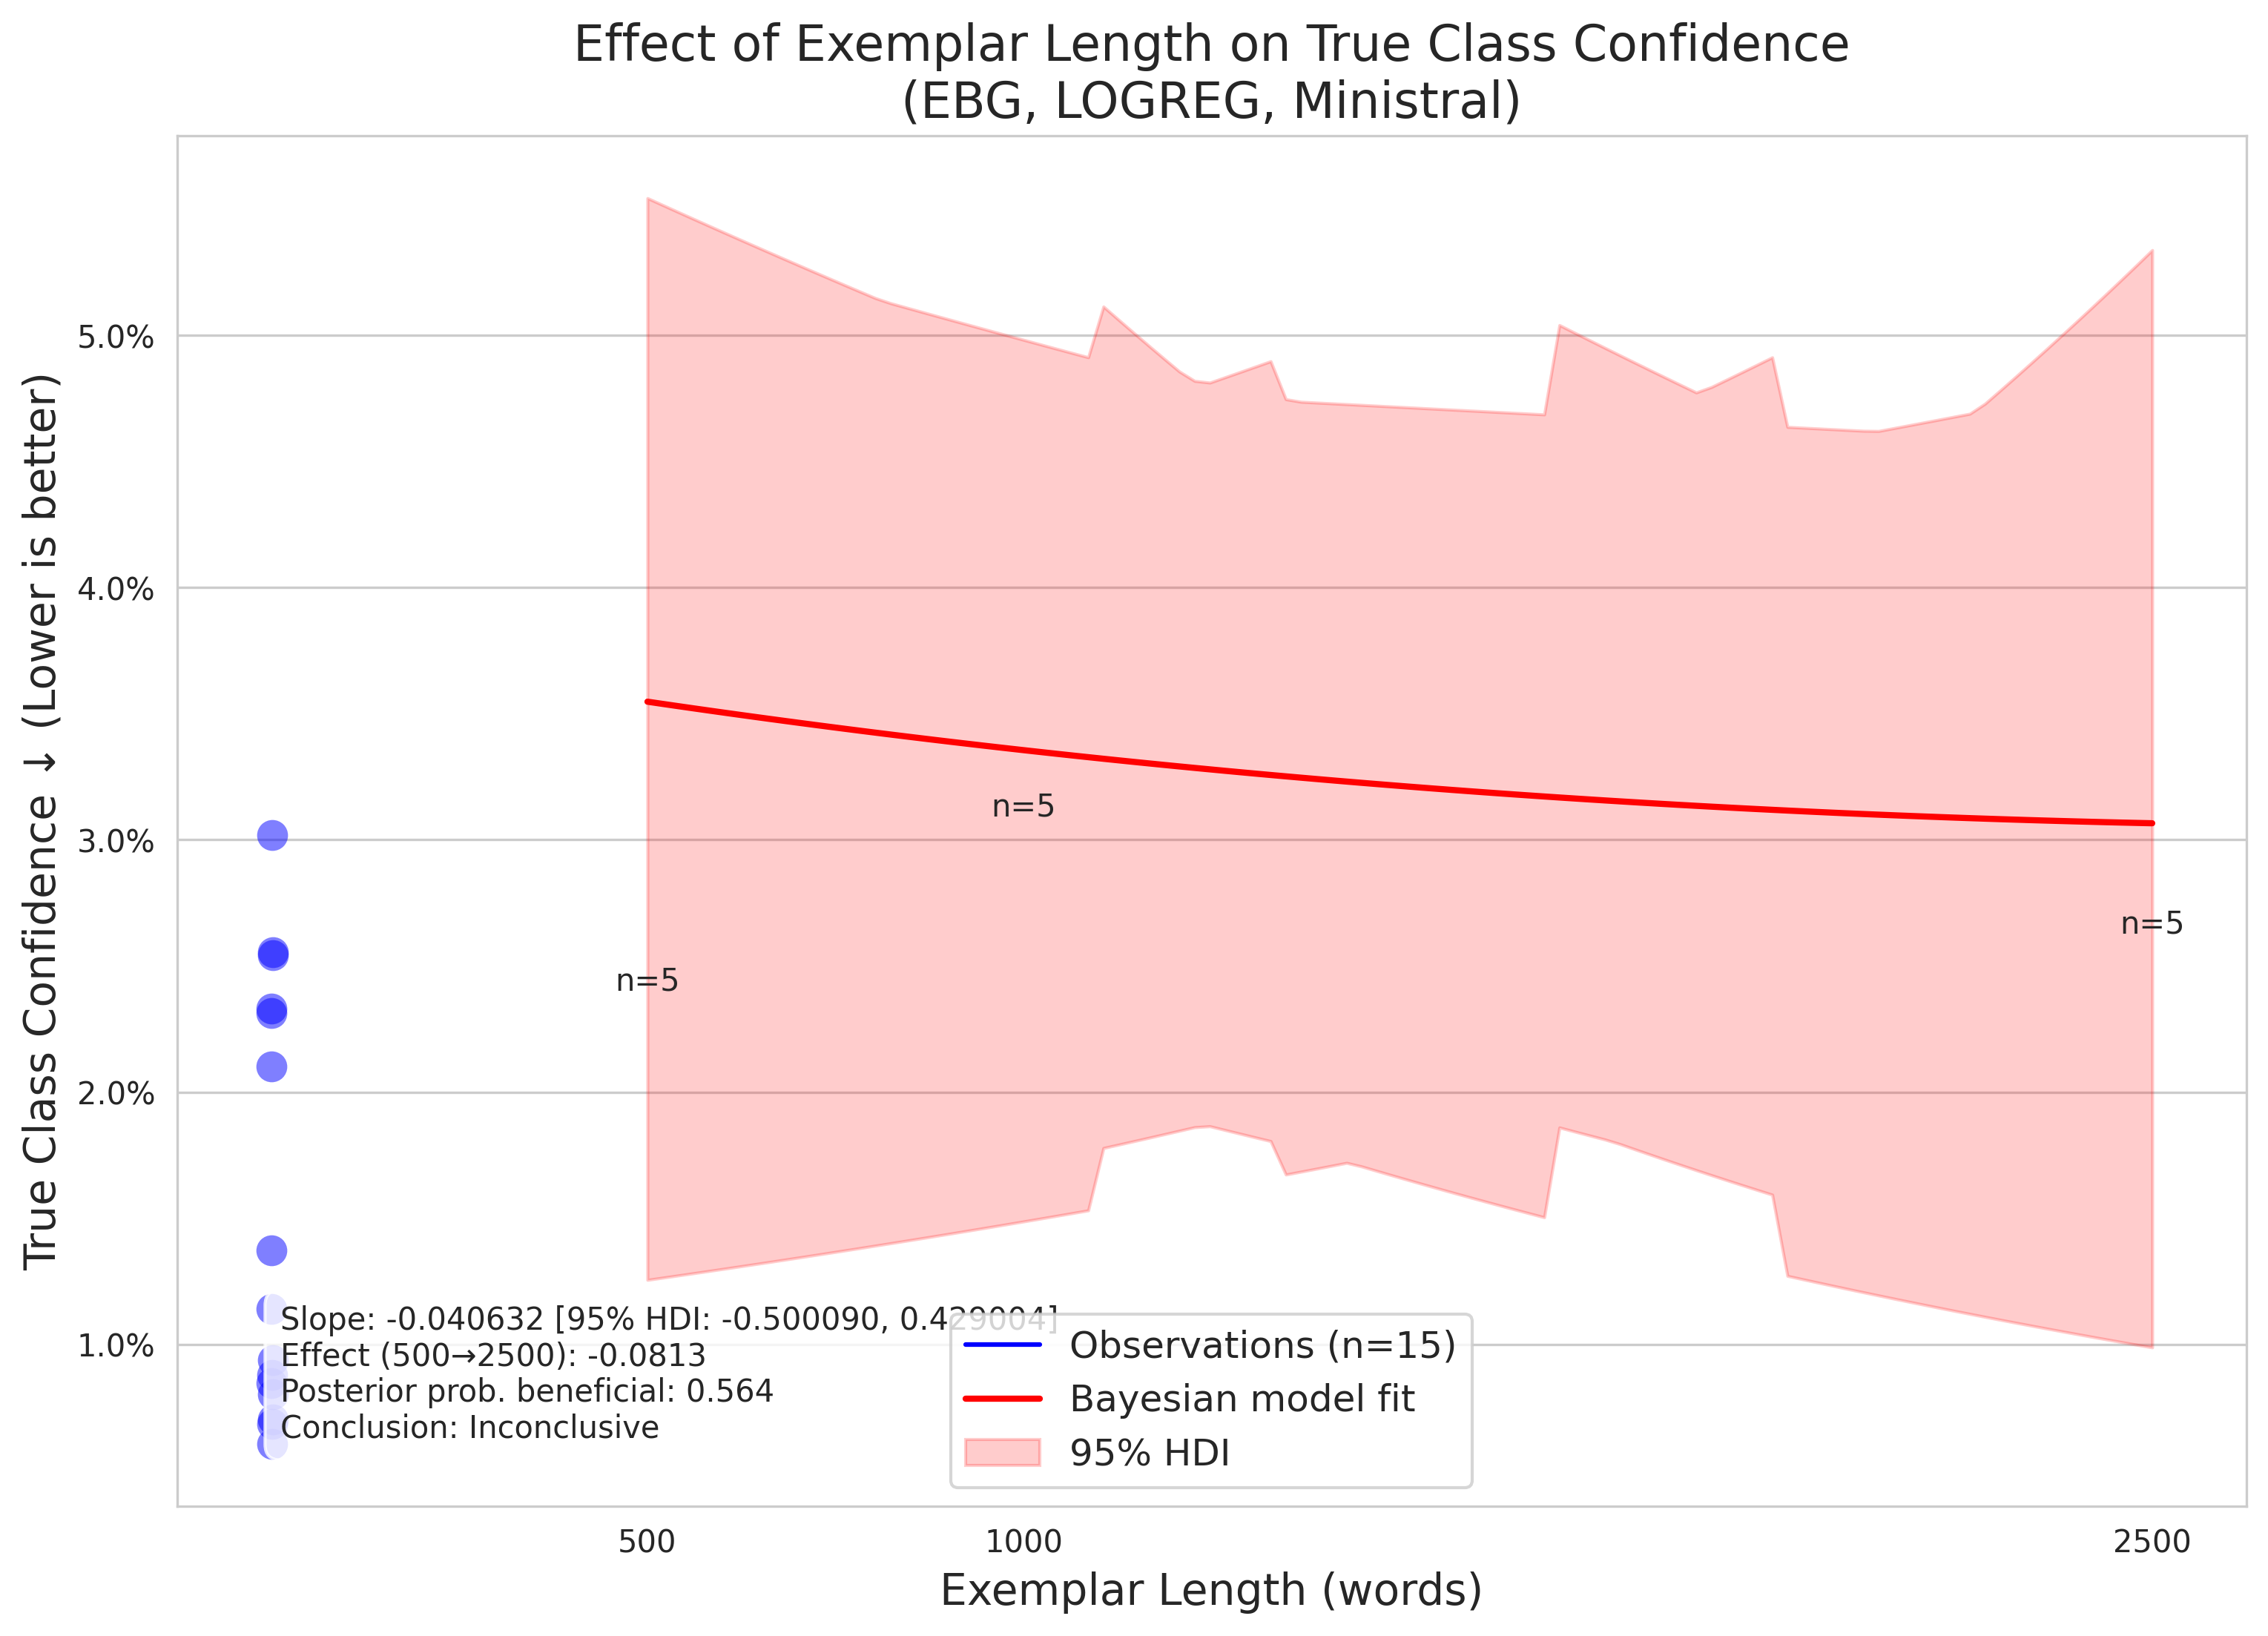 Effect of Exemplar Length on True Class Confidence
(EBG, LOGREG, Ministral)
True Class Confidence ↓ (Lower is better)
5.0%
4.0%
3.0%
2.0%
1.0%
n=5
n=5
n=5
Slope: -0.040632 [95% HDI: -0.500090, 0.429004]
Effect (500→2500): -0.0813
Posterior prob. beneficial: 0.564
Conclusion: Inconclusive
Observations (n=15)
Bayesian model fit
95% HDI
500
1000
2500
Exemplar Length (words)